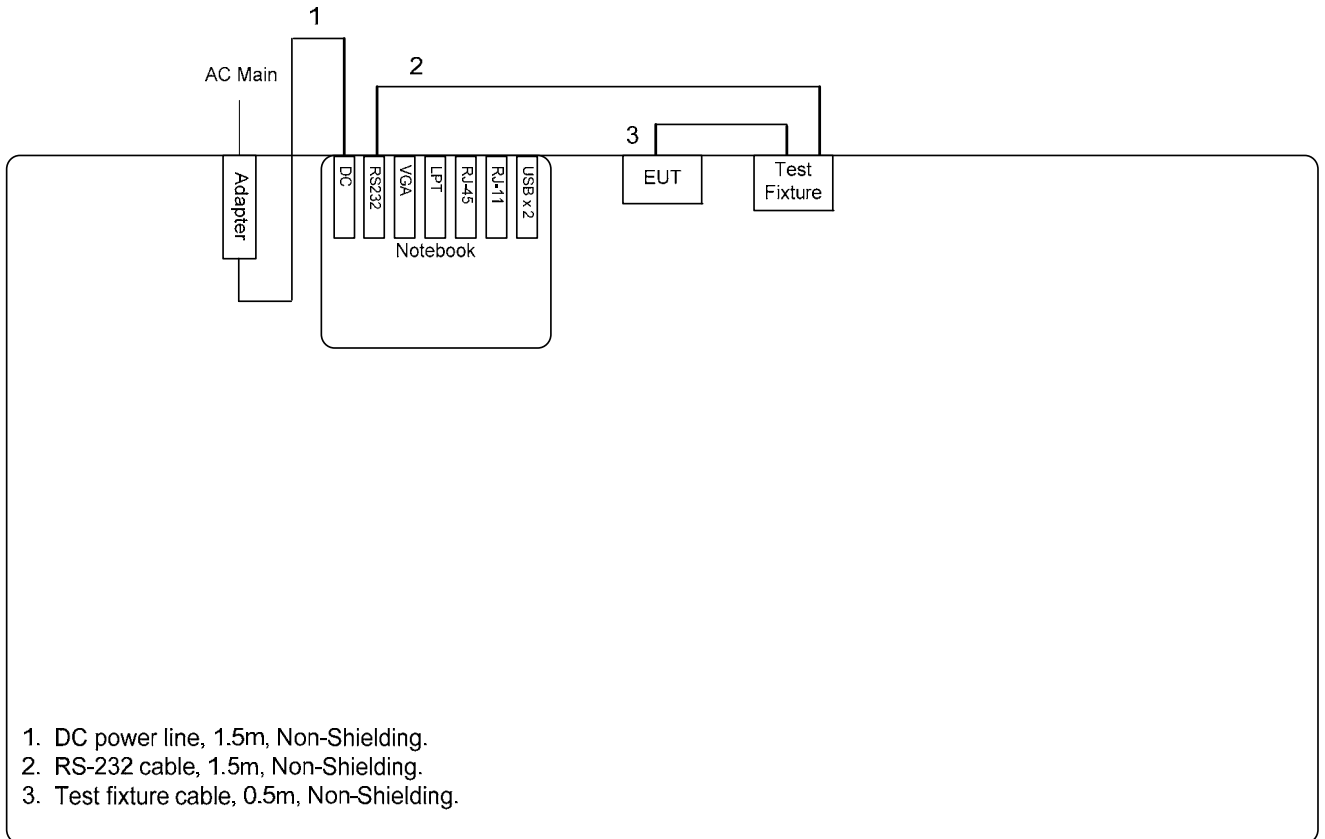 1
AC Main
2
3
Adapter
DC
RS232
VGA
LPT
RJ-45
RJ-11
USB x 2
Notebook
EUT
Test
Fixture
1. DC power line, 1.5m, Non-Shielding.
2. RS-232 cable, 1.5m, Non-Shielding.
3. Test fixture cable, 0.5m, Non-Shielding.